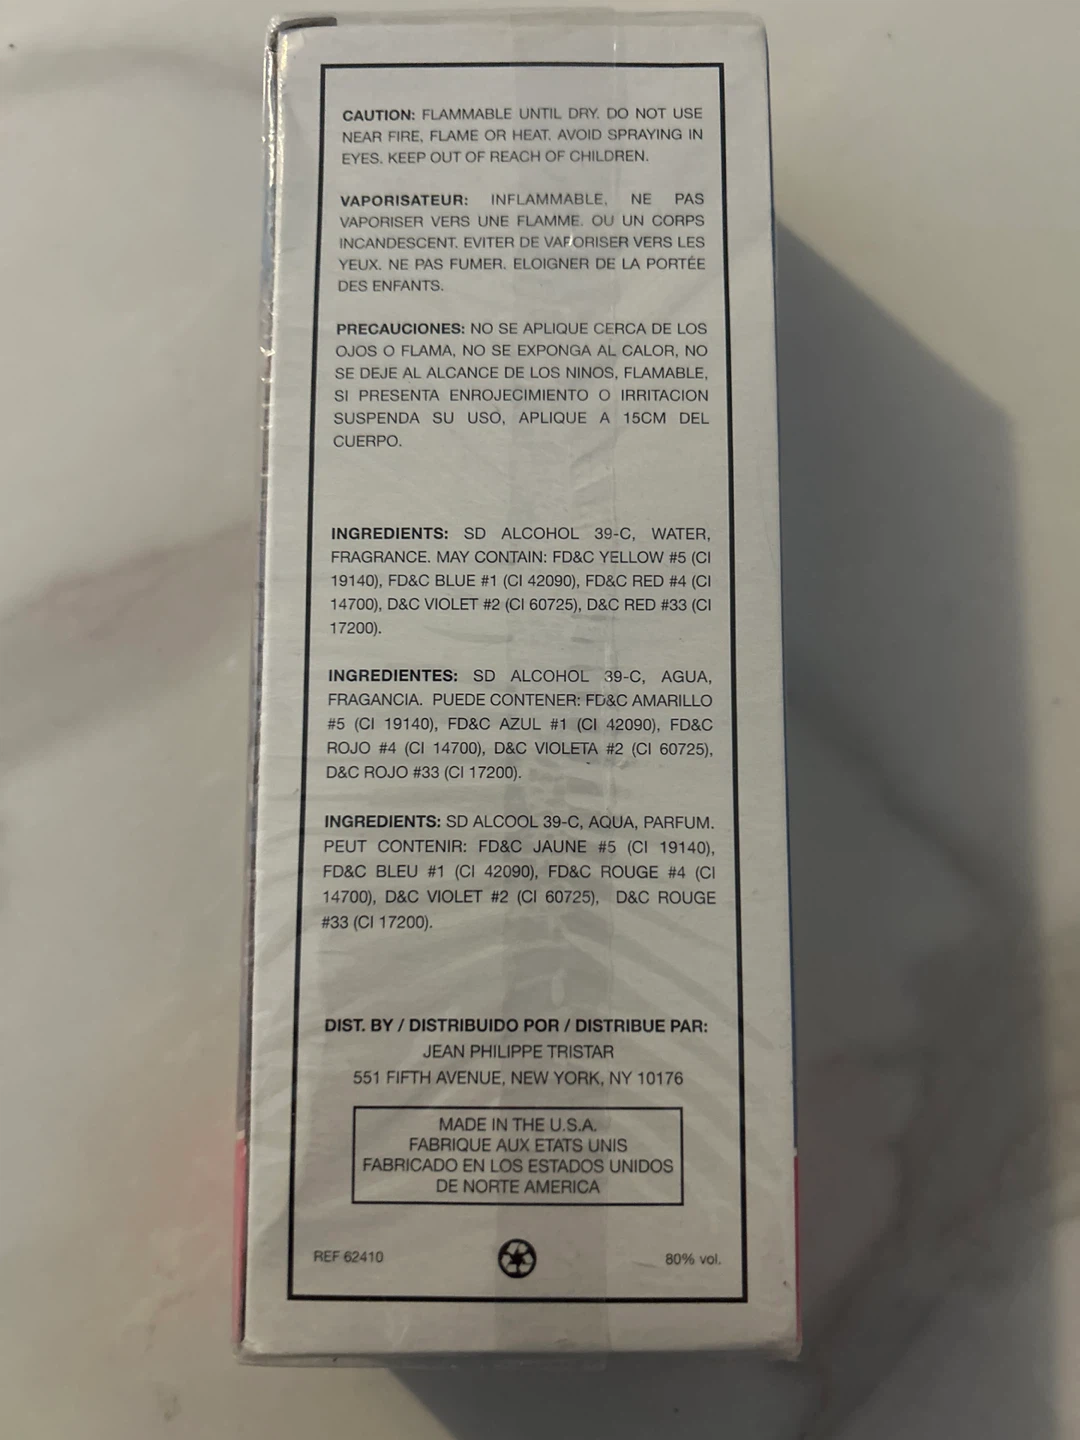 CAUTION: FLAMMABLE UNTIL DRY. DO NOT USE
NEAR FIRE, FLAME OR HEAT. AVOID SPRAYING IN
EYES. KEEP OUT OF REACH OF CHILDREN.
VAPORISATEUR: INFLAMMABLE, NE PAS
VAPORISER VERS UNE FLAMME. OU UN CORPS
INCANDESCENT. EVITER DE VAPORISER VERS LES
YEUX. NE PAS FUMER. ELOIGNER DE LA PORTÉE
DES ENFANTS.
PRECAUCIONES: NO SE APLIQUE CERCA DE LOS
OJOS O FLAMA, NO SE EXPONGA AL CALOR, NO
SE DEJE AL ALCANCE DE LOS NINOS, FLAMABLE,
SI PRESENTA ENROJECIMIENTO O IRRITACION
SUSPENDA SU USO, APLIQUE A 15CM DEL
CUERPO.
INGREDIENTS: SD ALCOHOL 39-C, WATER,
FRAGRANCE. MAY CONTAIN: FD&C YELLOW #5 (CI
19140), FD&C BLUE #1 (CI 42090), FD&C RED #4 (CI
14700), D&C VIOLET #2 (CI 60725), D&C RED #33 (CI
17200).
INGREDIENTES: SD ALCOHOL 39-C, AGUA,
FRAGANCIA. PUEDE CONTENER: FD&C AMARILLO
#5 (CI 19140), FD&C AZUL #1 (CI 42090), FD&C
ROJO #4 (CI 14700), D&C VIOLETA #2 (CI 60725),
D&C ROJO #33 (CI 17200).
INGREDIENTS: SD ALCOOL 39-C, AQUA, PARFUM.
PEUT CONTENIR: FD&C JAUNE #5 (CI 19140),
FD&C BLEU #1 (CI 42090), FD&C ROUGE #4 (CI
14700), D&C VIOLET #2 (CI 60725), D&C ROUGE
#33 (CI 17200).
DIST. BY / DISTRIBUIDO POR / DISTRIBUE PAR:
JEAN PHILIPPE TRISTAR
551 FIFTH AVENUE, NEW YORK, NY 10176
MADE IN THE U.S.A.
FABRIQUE AUX ETATS UNIS
FABRICADO EN LOS ESTADOS UNIDOS
DE NORTE AMERICA
REF 62410 80% vol.